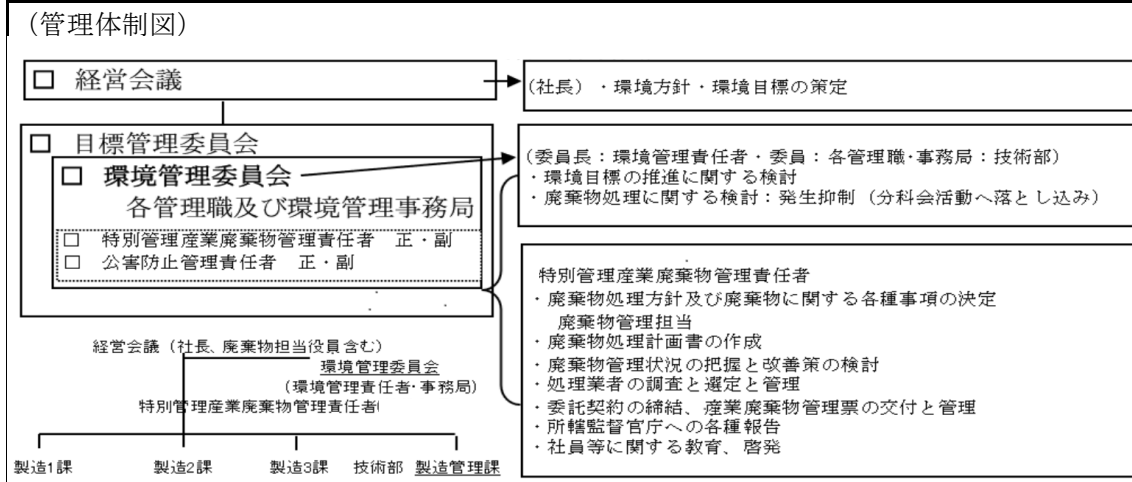 （管理体制図）
□ 経営会議
（社長）・環境方針・環境目標の策定
□ 目標管理委員会
□ 環境管理委員会
各管理職及び環境管理事務局
□ 特別管理産業廃棄物管理責任者 正・副
□ 公害防止管理責任者 正・副
（委員長：環境管理責任者・委員：各管理職・事務局：技術部）
・環境目標の推進に関する検討
・廃棄物処理に関する検討：発生抑制（分科会活動へ落とし込み）
特別管理産業廃棄物管理責任者
・廃棄物処理方針及び廃棄物に関する各種事項の決定
廃棄物管理担当
・廃棄物処理計画書の作成
・廃棄物管理状況の把握と改善策の検討
・処理業者の調査と選定と管理
・委託契約の締結、産業廃棄物管理票の交付と管理
・所轄監督官庁への各種報告
・社員等に関する教育、啓発
経営会議（社長、廃棄物担当役員含む）
環境管理委員会
（環境管理責任者・事務局）
特別管理産業廃棄物管理責任者（
製造1課 製造2課 製造3課 技術部 製造管理課